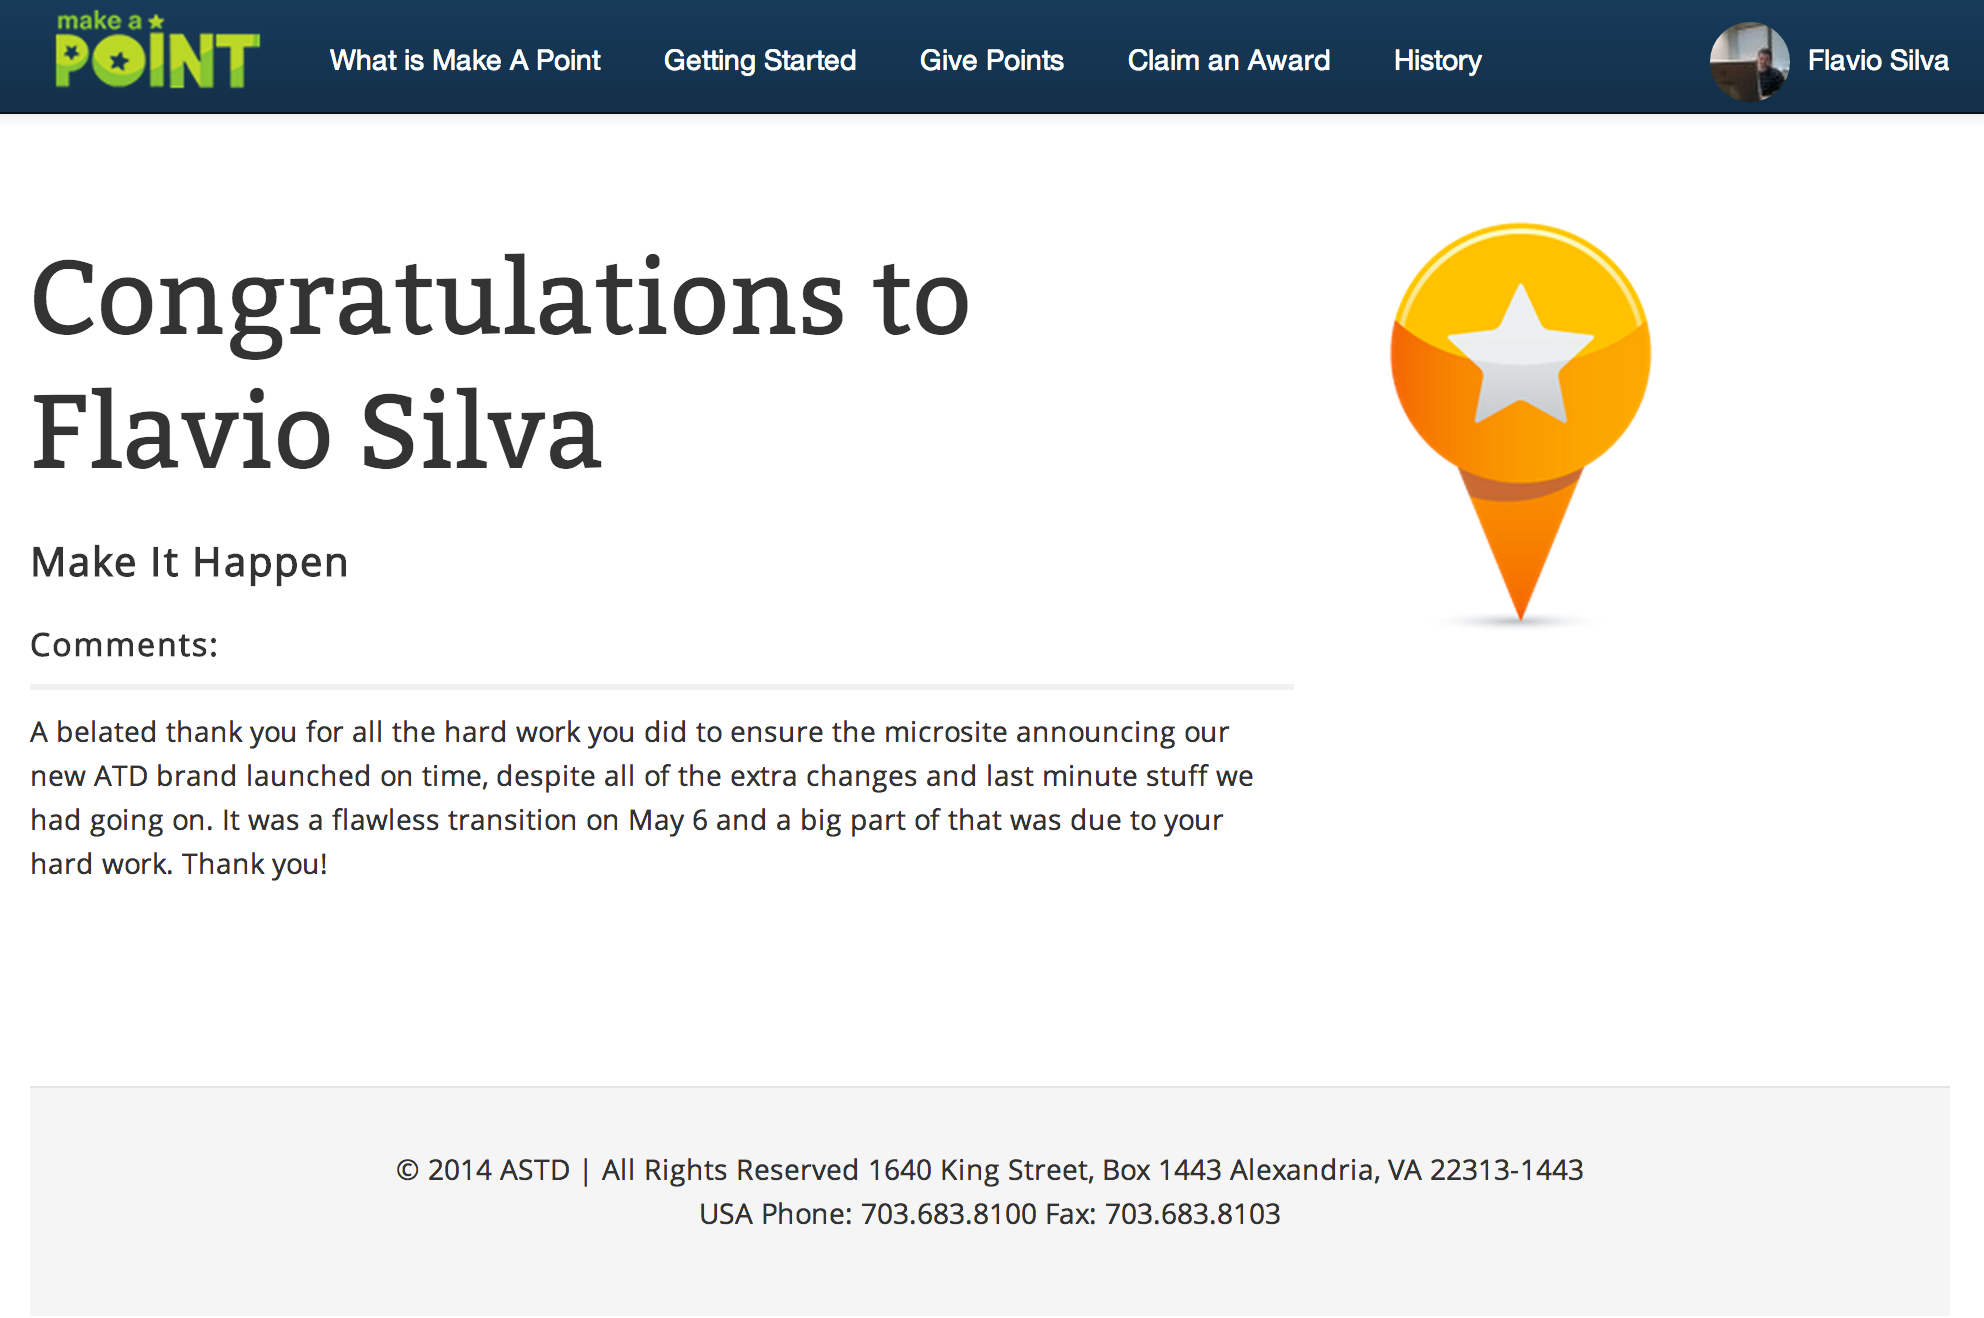 make a
POINT
What is Make A Point
Getting Started
Give Points
Claim an Award
History
Flavio Silva
Congratulations to
Flavio Silva
Make It Happen
Comments:
A belated thank you for all the hard work you did to ensure the microsite announcing our
new ATD brand launched on time, despite all of the extra changes and last minute stuff we
had going on. It was a flawless transition on May 6 and a big part of that was due to your
hard work. Thank you!
© 2014 ASTD | All Rights Reserved 1640 King Street, Box 1443 Alexandria, VA 22313-1443
USA Phone: 703.683.8100 Fax: 703.683.8103